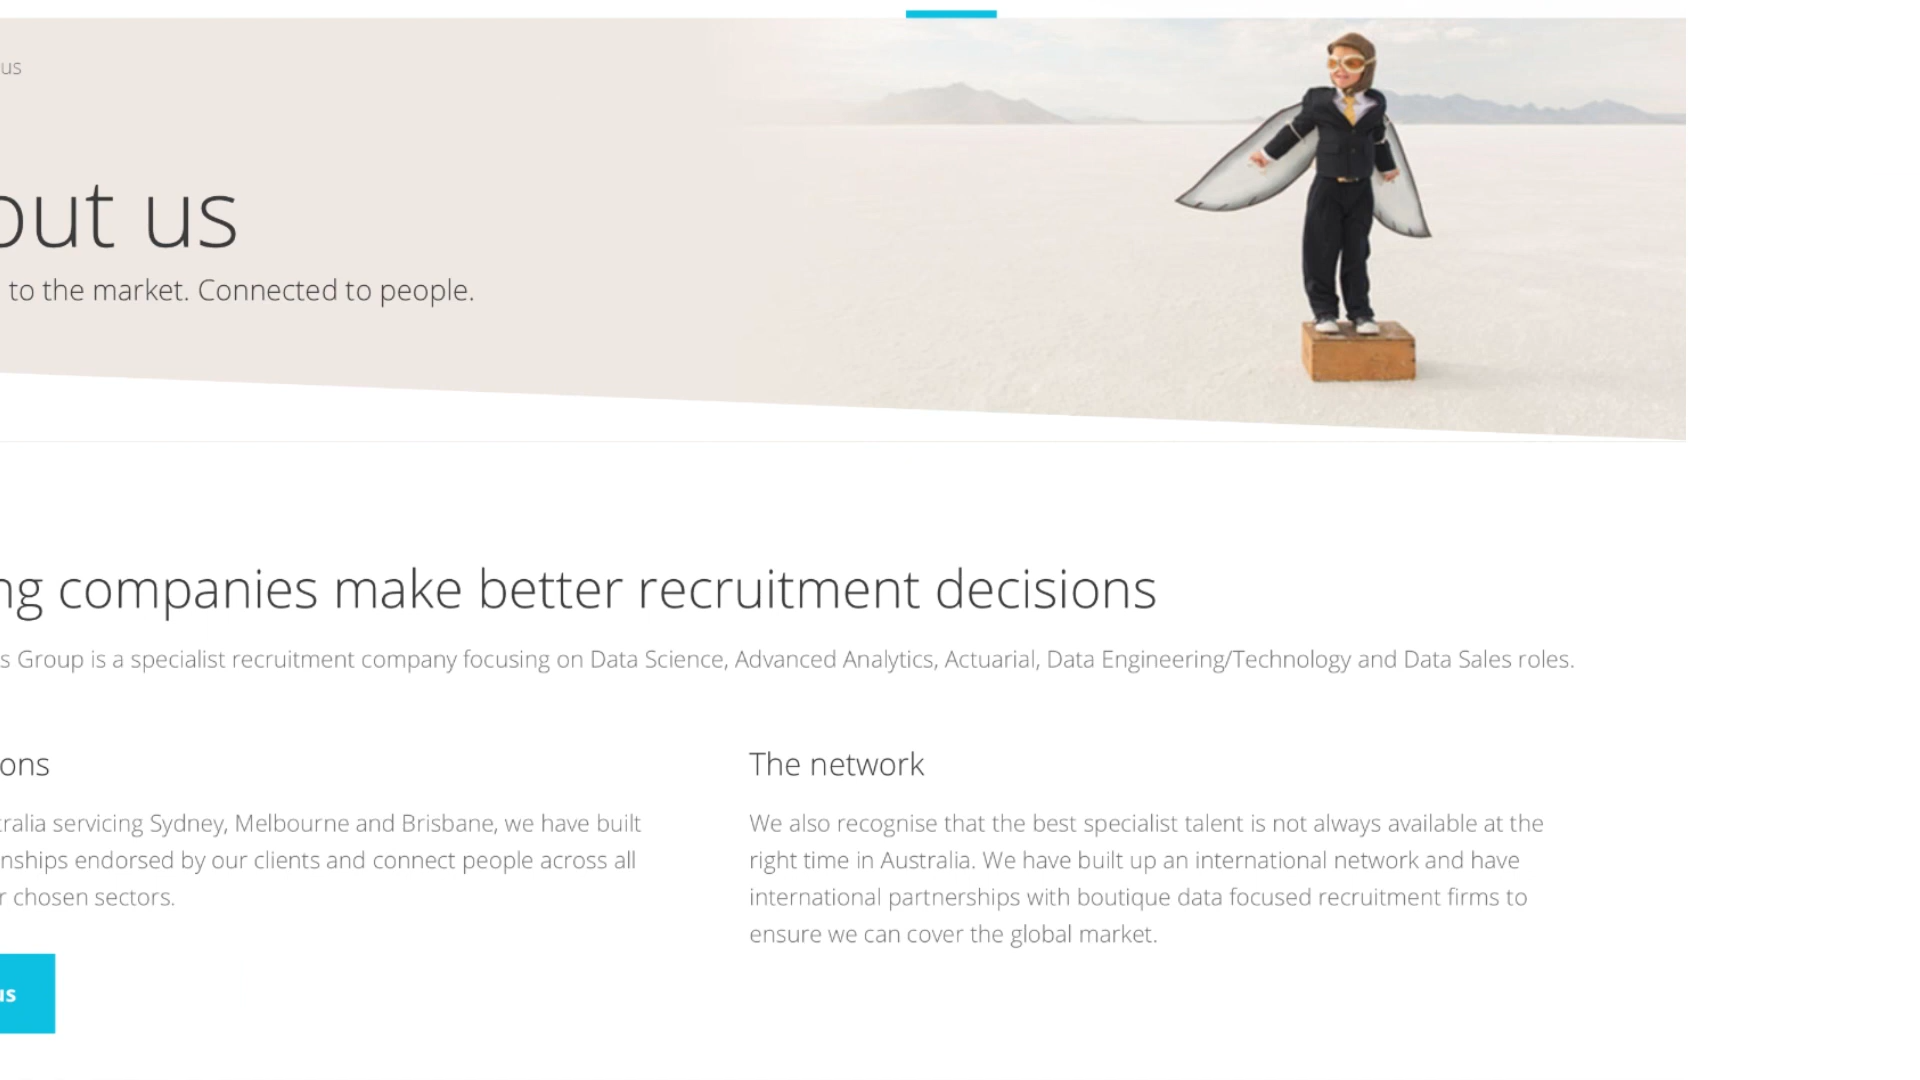 us
out us
to the market. Connected to people.
ng companies make better recruitment decisions
s Group is a specialist recruitment company focusing on Data Science, Advanced Analytics, Actuarial, Data Engineering/Technology and Data Sales roles.
ons
tralia servicing Sydney, Melbourne and Brisbane, we have built
nships endorsed by our clients and connect people across all
r chosen sectors.
us
The network
We also recognise that the best specialist talent is not always available at the
right time in Australia. We have built up an international network and have
international partnerships with boutique data focused recruitment firms to
ensure we can cover the global market.